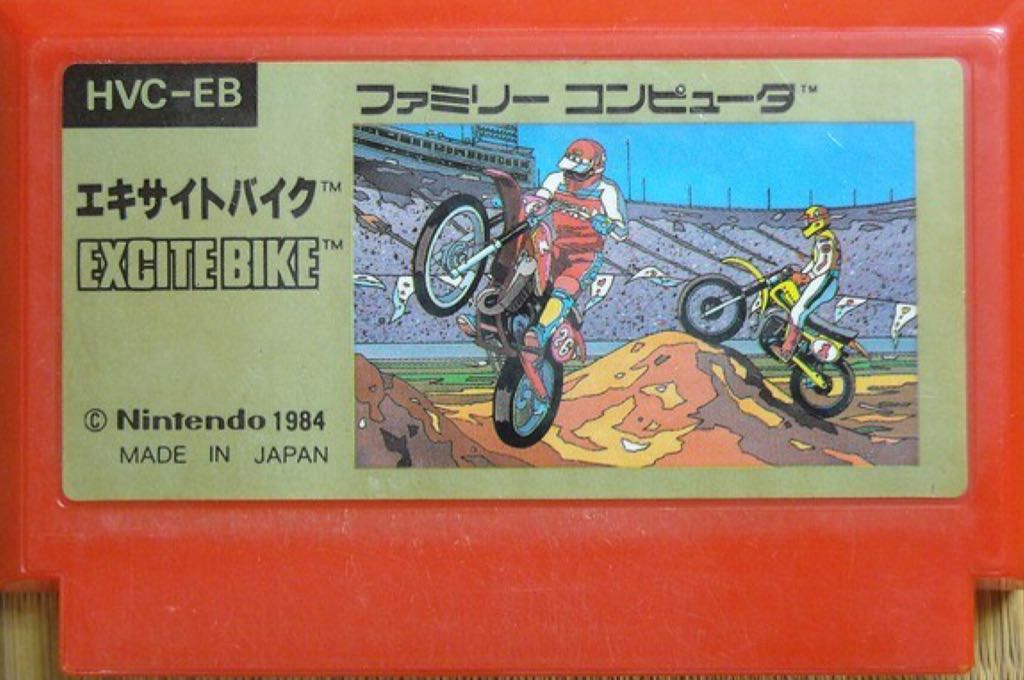 HVC-EB
ファミリー コンピュータ™
エキサイトバイク™
EXCITEBIKE™
26
© Nintendo 1984
MADE IN JAPAN